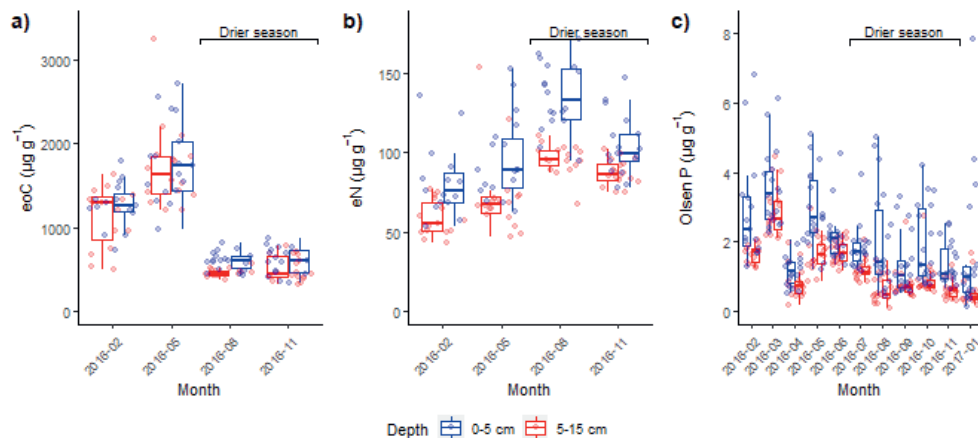 a)
Drier season
eoC (µg g⁻¹)
3000
2000
1000
0
2016-02
2016-05
2016-08
2016-11
Month
b)
Drier season
eN (µg g⁻¹)
150
100
50
0
2016-02
2016-05
2016-08
2016-11
Month
c)
Drier season
Olsen P (µg g⁻¹)
8
6
4
2
0
2016-02
2016-03
2016-04
2016-05
2016-06
2016-07
2016-08
2016-09
2016-10
2016-11
2017-01
Month
Depth 0-5 cm 5-15 cm